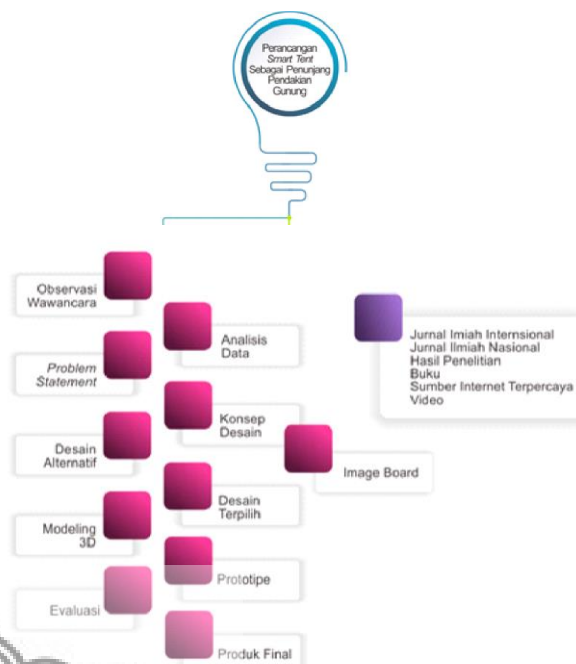 Perancangan
Smart Tent
Sebagai Penunjang
Pendakian
Gunung
Observasi
Wawancara
Analisis
Data
Problem
Statement
Konsep
Desain
Image Board
Desain
Alternatif
Desain
Terpilih
Modeling
3D
Prototipe
Evaluasi
Produk Final
Jurnal Imiah Internsional
Jurnal Ilmiah Nasional
Hasil Penelitian
Buku
Sumber Internet Terpercaya
Video